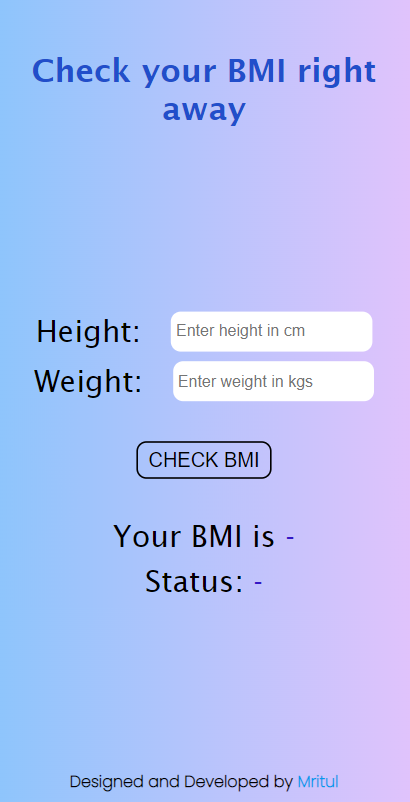 Check your BMI right
away
Height: Enter height in cm
Weight: Enter weight in kgs
CHECK BMI
Your BMI is -
Status: -
Designed and Developed by Mritul